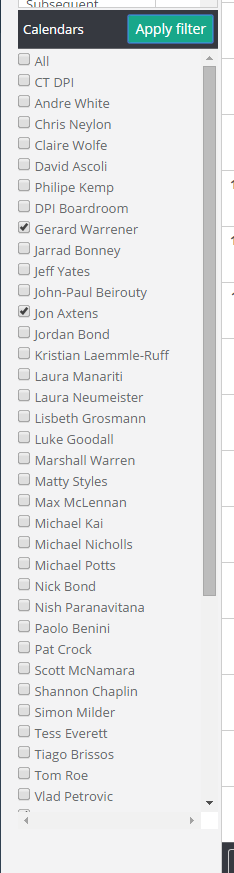 Subsequent
Calendars Apply filter
All
CT DPI
Andre White
Chris Neylon
Claire Wolfe
David Ascoli
Philipe Kemp
DPI Boardroom
Gerard Warrener
Jarrad Bonney
Jeff Yates
John-Paul Beirouty
Jon Axtens
Jordan Bond
Kristian Laemmle-Ruff
Laura Manariti
Laura Neumeister
Lisbeth Grosmann
Luke Goodall
Marshall Warren
Matty Styles
Max McLennan
Michael Kai
Michael Nicholls
Michael Potts
Nick Bond
Nish Paranavitana
Paolo Benini
Pat Crock
Scott McNamara
Shannon Chaplin
Simon Milder
Tess Everett
Tiago Brissos
Tom Roe
Vlad Petrovic